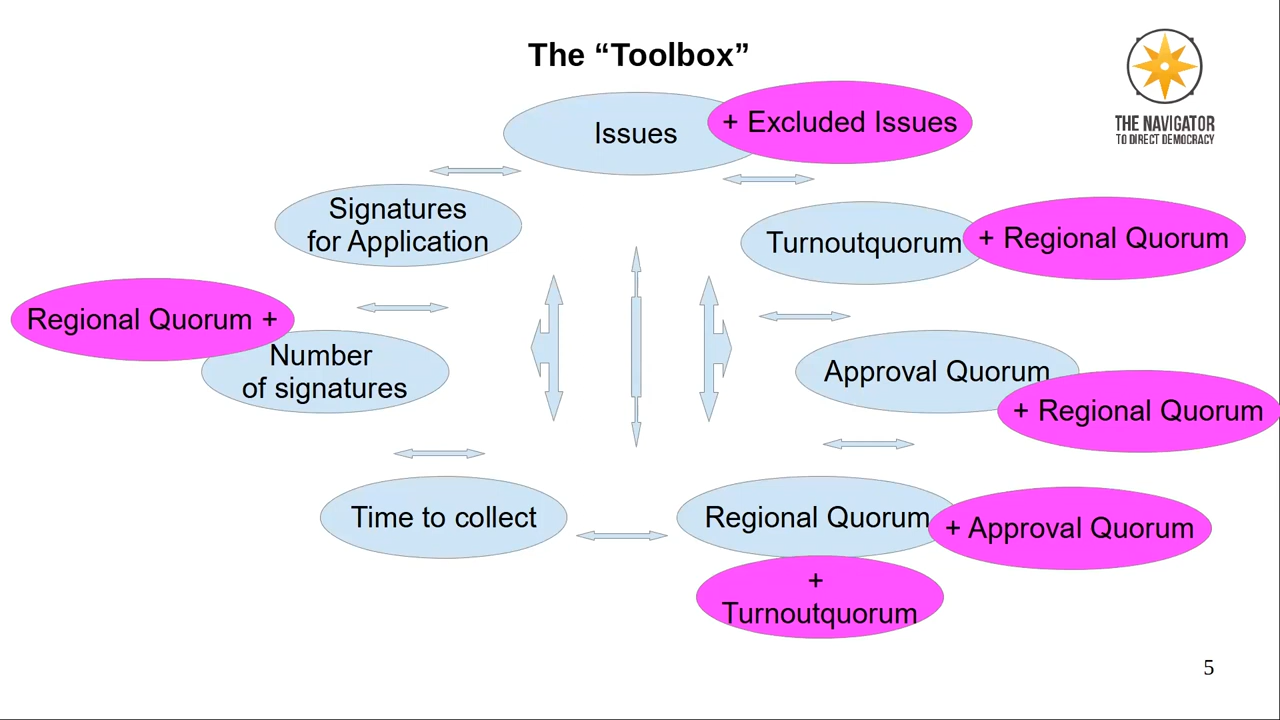 The “Toolbox”
THE NAVIGATOR
TO DIRECT DEMOCRACY
Issues
+ Excluded Issues
Signatures
for Application
Turnoutquorum
+ Regional Quorum
Regional Quorum +
Number
of signatures
Approval Quorum
+ Regional Quorum
Time to collect
Regional Quorum
+ Approval Quorum
+
Turnoutquorum
5